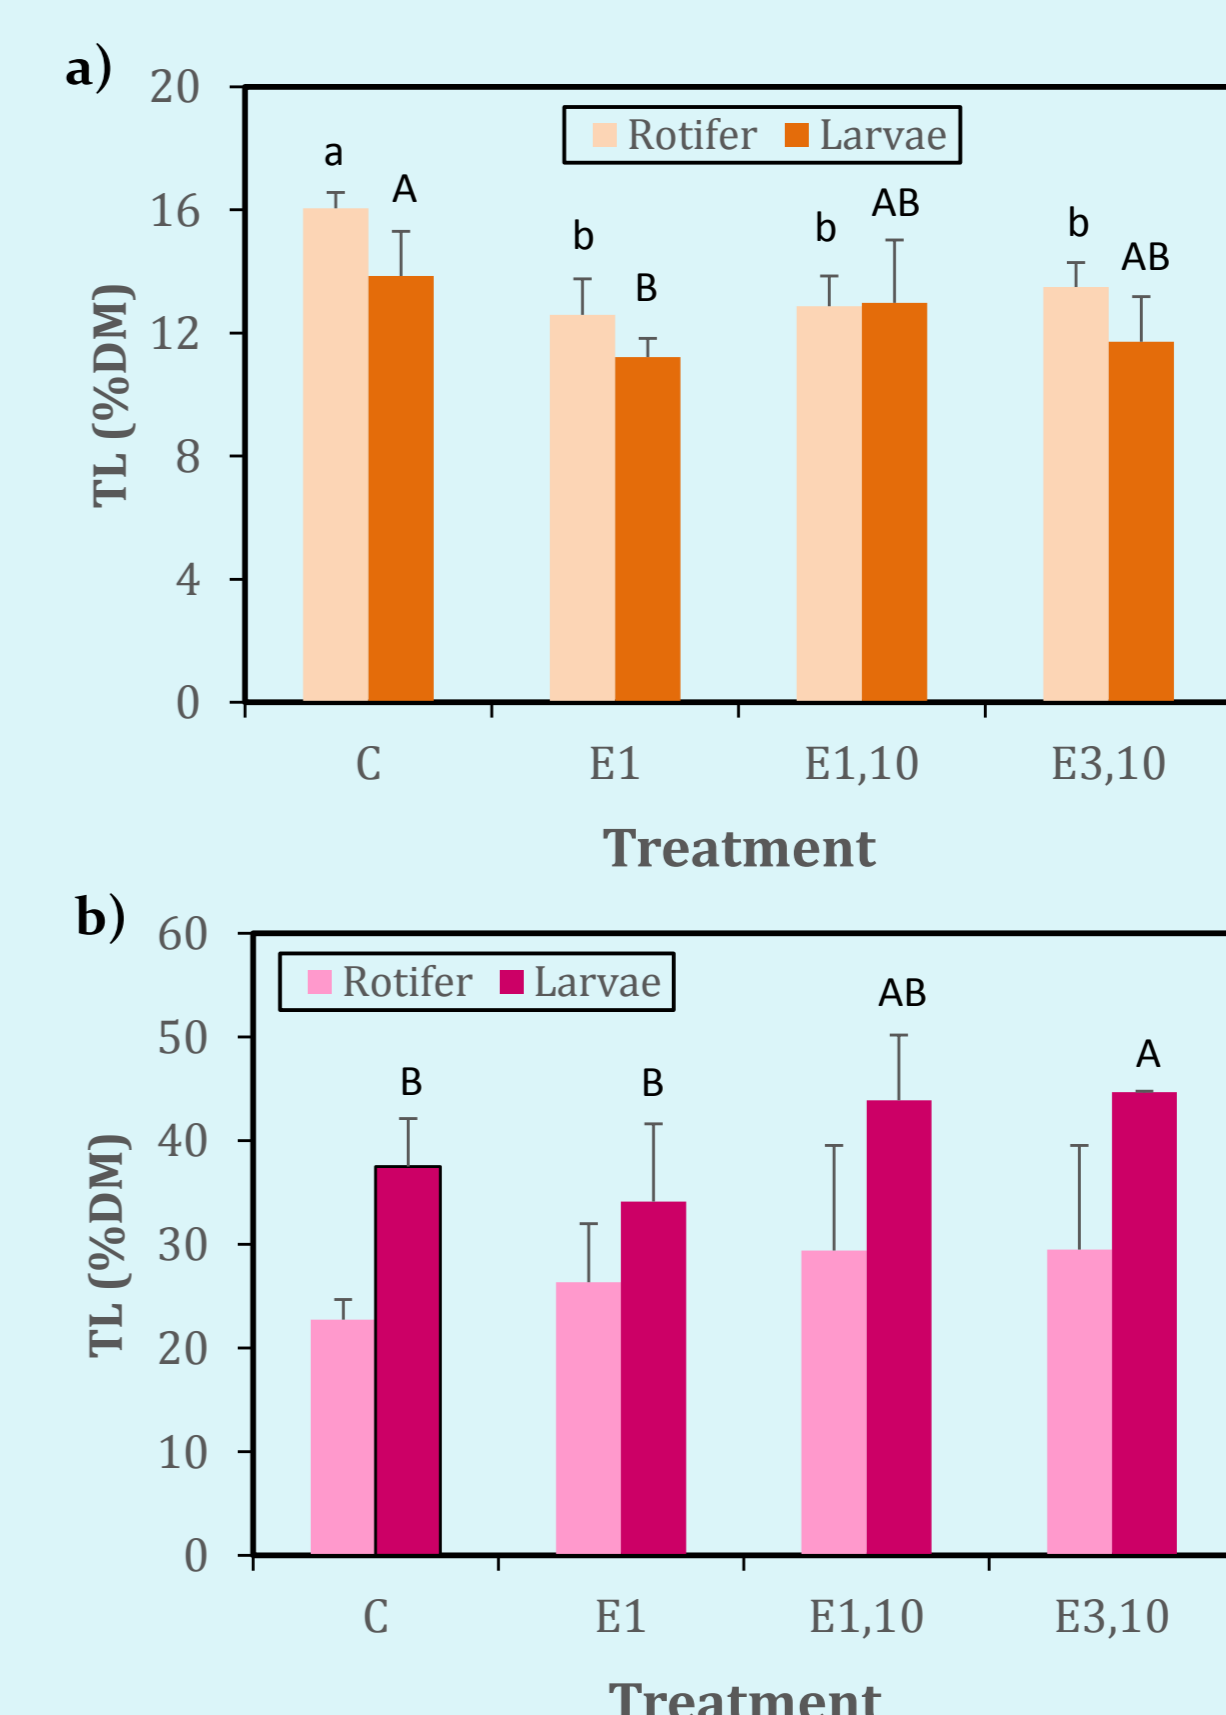 a)
20
Rotifer Larvae
a
A
16
b
AB
b
b
AB
B
12
TL (%DM)
8
4
0
C E1 E1,10 E3,10
Treatment
b)
60
Rotifer Larvae
AB
50
A
B
B
40
TL (%DM)
30
20
10
0
C E1 E1,10 E3,10
Treatment